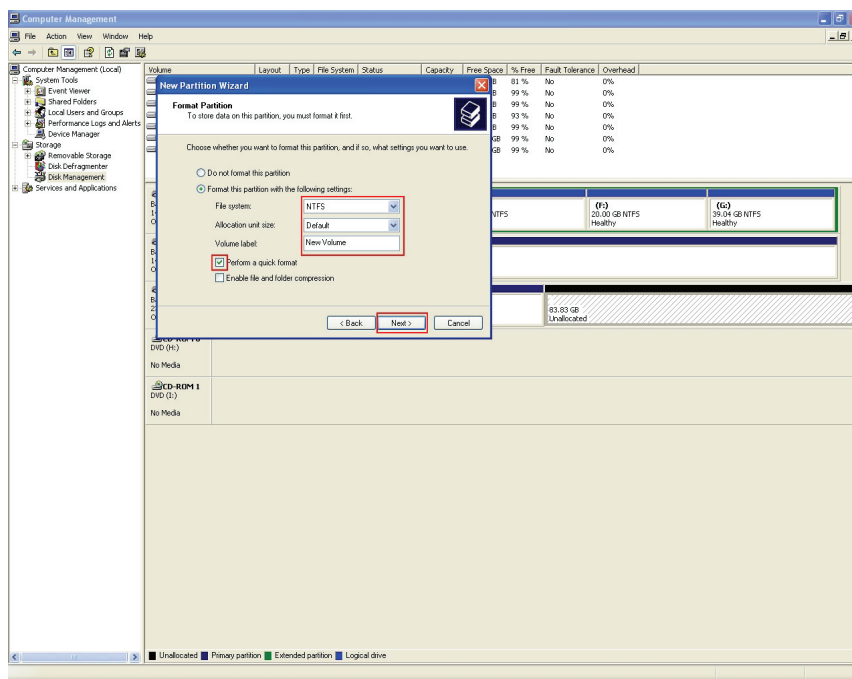 Computer Management
File Action View Window Help
Computer Management (Local)
System Tools
Event Viewer
Shared Folders
Local Users and Groups
Performance Logs and Alerts
Device Manager
Storage
Removable Storage
Disk Defragmenter
Disk Management
Services and Applications
Volume Layout Type File System Status Capacity Free Space % Free Fault Tolerance Overhead
B 81 % No 0%
B 99 % No 0%
B 99 % No 0%
B 93 % No 0%
B 99 % No 0%
GB 99 % No 0%
GB 99 % No 0%
New Partition Wizard
Format Partition
To store data on this partition, you must format it first.
Choose whether you want to format this partition, and if so, what settings you want to use.
Do not format this partition
Format this partition with the following settings:
File system: NTFS
Allocation unit size: Default
Volume label: New Volume
Perform a quick format
Enable file and folder compression
< Back Next > Cancel
(F:)
20.00 GB NTFS
Healthy
(G:)
39.04 GB NTFS
Healthy
83.83 GB
Unallocated
DVD (H:)
No Media
CD-ROM 1
DVD (I:)
No Media
Unallocated Primary partition Extended partition Logical drive